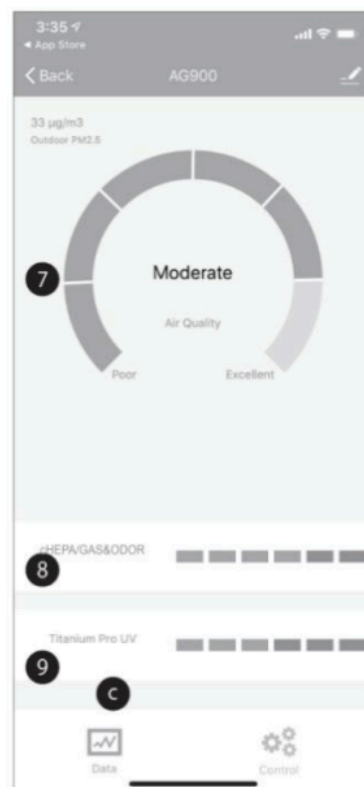 3:35
App Store
Back
AG900
33 µg/m3
Outdoor PM2.5
7
Moderate
Air Quality
Poor
Excellent
cHEPA/GAS&ODOR
8
Titanium Pro UV
9
C
Data
Control